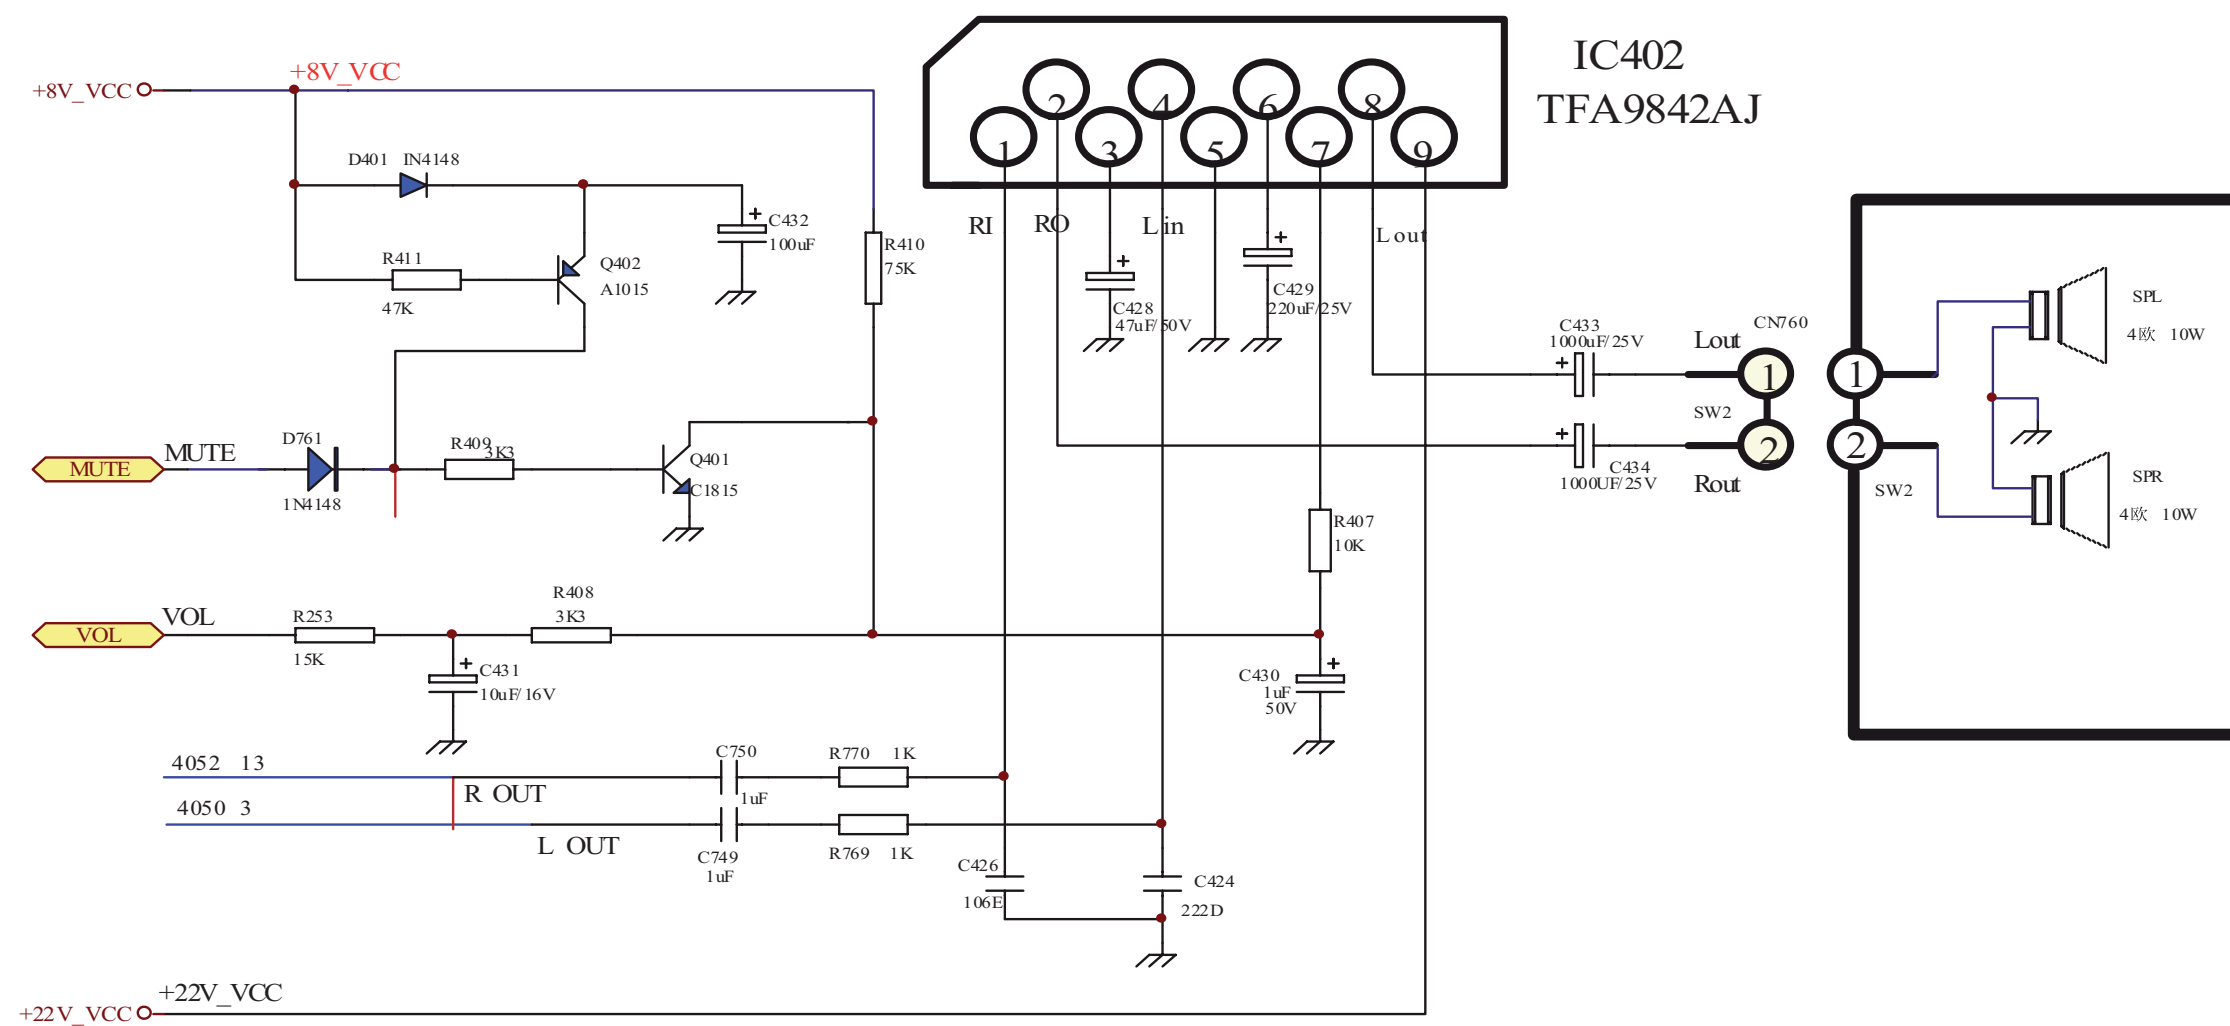 IC402
TFA9842AJ
+8V_VCC
+8V_VCC
2 4 6 8
1 3 5 7 9
D401 IN4148
RI
RO
L in
L out
C432
100uF
R410
75K
R411
47K
Q402
A1015
C428
47uF/50V
C429
220uF/25V
C433
1000uF/25V
Lout
CN760
1
1
SPL
4欧 10W
SW2
2
2
C434
1000UF/25V
Rout
SW2
SPR
4欧 10W
MUTE
MUTE
D761
1N4148
R409
3K3
Q401
C1815
R407
10K
VOL
VOL
R253
15K
R408
3K3
C431
10uF/16V
C430
1uF
50V
4052 13
R OUT
C750
1uF
R770 1K
4050 3
L OUT
C749
1uF
R769 1K
C426
106E
C424
222D
+22V_VCC
+22V_VCC